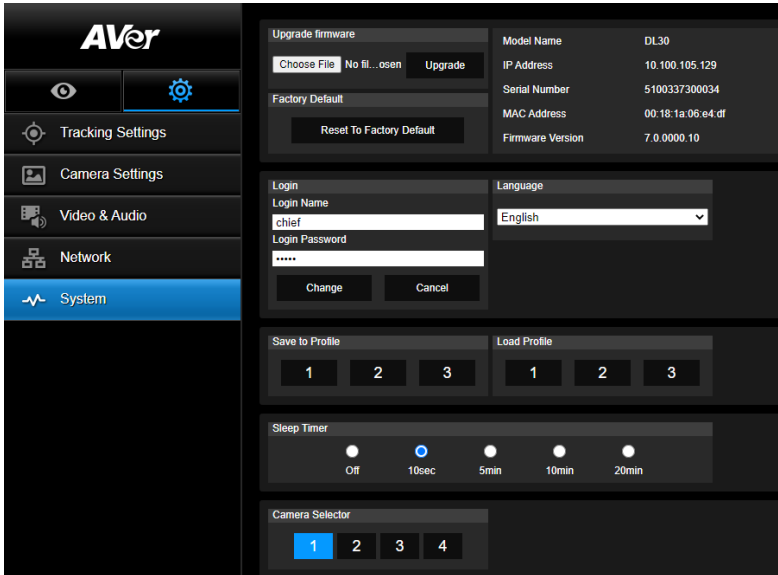 AVer
Tracking Settings
Camera Settings
Video & Audio
Network
System
Upgrade firmware
Choose File No fil...osen Upgrade
Factory Default
Reset To Factory Default
Model Name DL30
IP Address 10.100.105.129
Serial Number 5100337300034
MAC Address 00:18:1a:06:e4:df
Firmware Version 7.0.0000.10
Login
Login Name
chief
Login Password
•••••
Change Cancel
Language
English
Save to Profile
1 2 3
Load Profile
1 2 3
Sleep Timer
Off 10sec 5min 10min 20min
Camera Selector
1 2 3 4